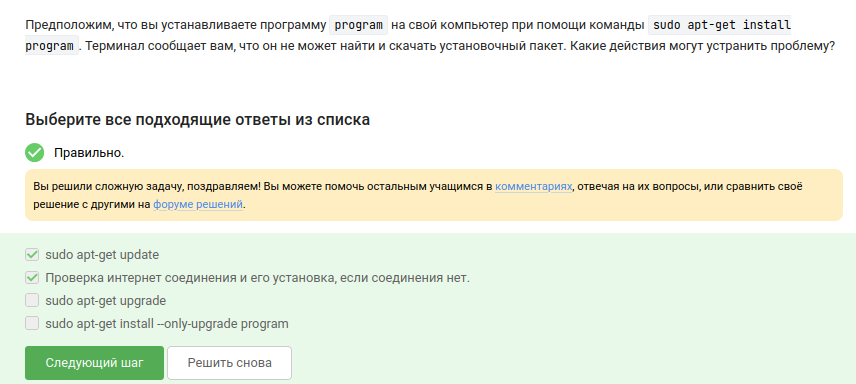 Предположим, что вы устанавливаете программу program на свой компьютер при помощи команды sudo apt-get install
program. Терминал сообщает вам, что он не может найти и скачать установочный пакет. Какие действия могут устранить проблему?
Выберите все подходящие ответы из списка
Правильно.
Вы решили сложную задачу, поздравляем! Вы можете помочь остальным учащимся в комментариях, отвечая на их вопросы, или сравнить своё
решение с другими на форуме решений.
sudo apt-get update
Проверка интернет соединения и его установка, если соединения нет.
sudo apt-get upgrade
sudo apt-get install --only-upgrade program
Следующий шаг Решить снова